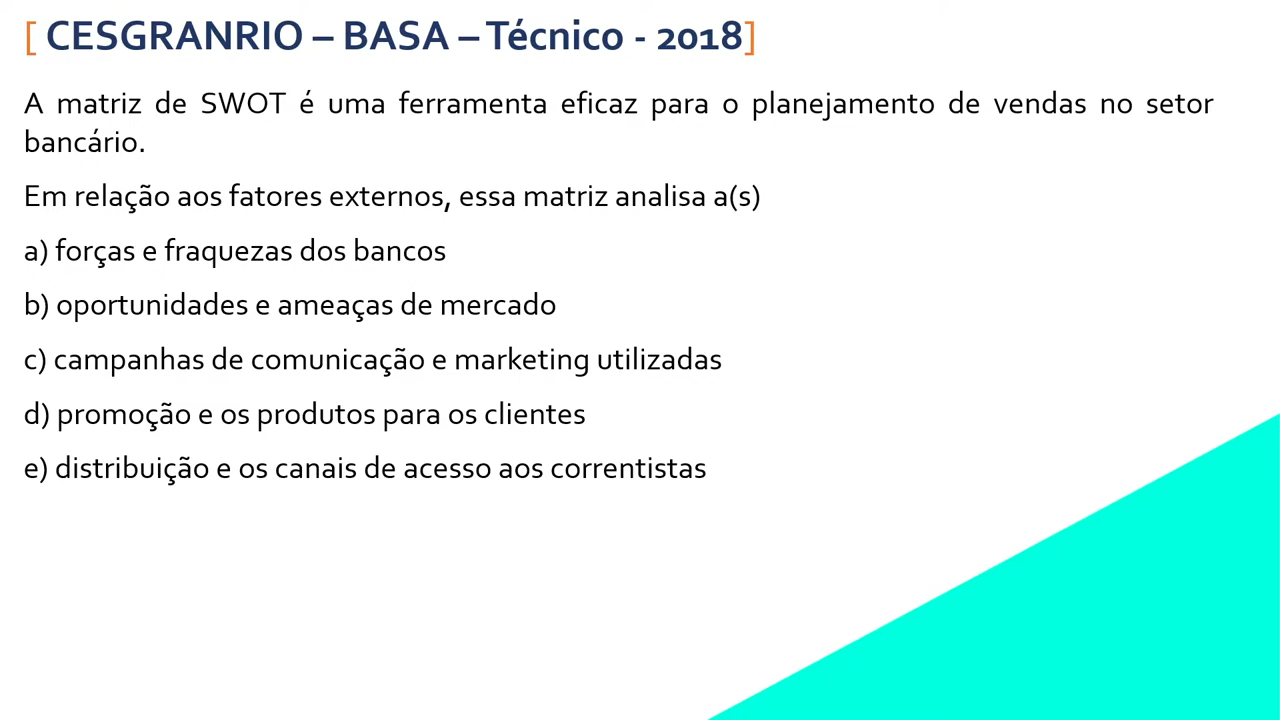 [ CESGRANRIO – BASA – Técnico - 2018]
A matriz de SWOT é uma ferramenta eficaz para o planejamento de vendas no setor
bancário.
Em relação aos fatores externos, essa matriz analisa a(s)
a) forças e fraquezas dos bancos
b) oportunidades e ameaças de mercado
c) campanhas de comunicação e marketing utilizadas
d) promoção e os produtos para os clientes
e) distribuição e os canais de acesso aos correntistas